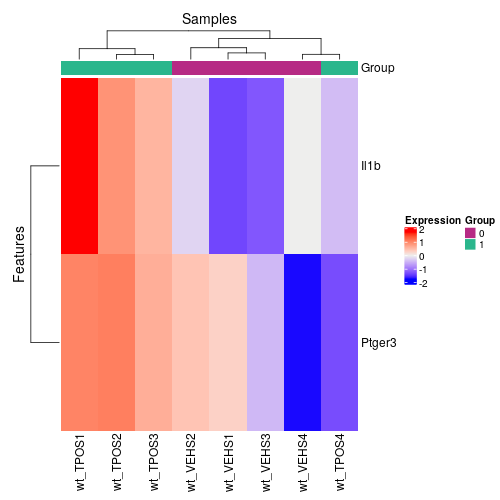 Samples
Group
Il1b
Ptger3
Features
Expression
2
1
0
-1
-2
Group
0
1
wt_TPOS1
wt_TPOS2
wt_TPOS3
wt_VEHS2
wt_VEHS1
wt_VEHS3
wt_VEHS4
wt_TPOS4